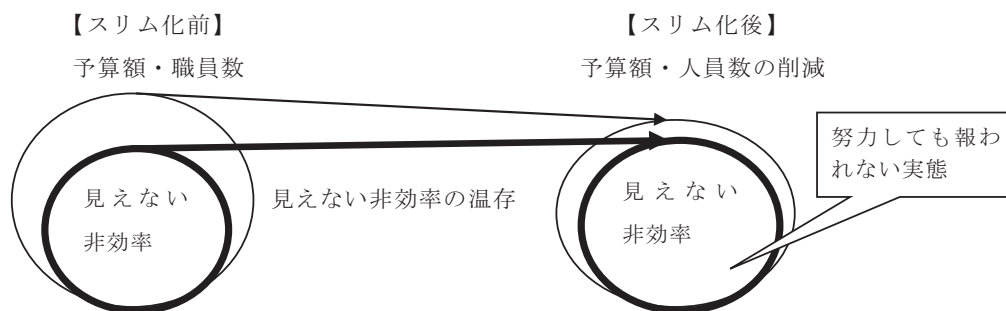 【スリム化前】
【スリム化後】
予算額・職員数
予算額・人員数の削減
努力しても報わ
れない実態
見えない
非効率
見えない非効率の温存
見えない
非効率